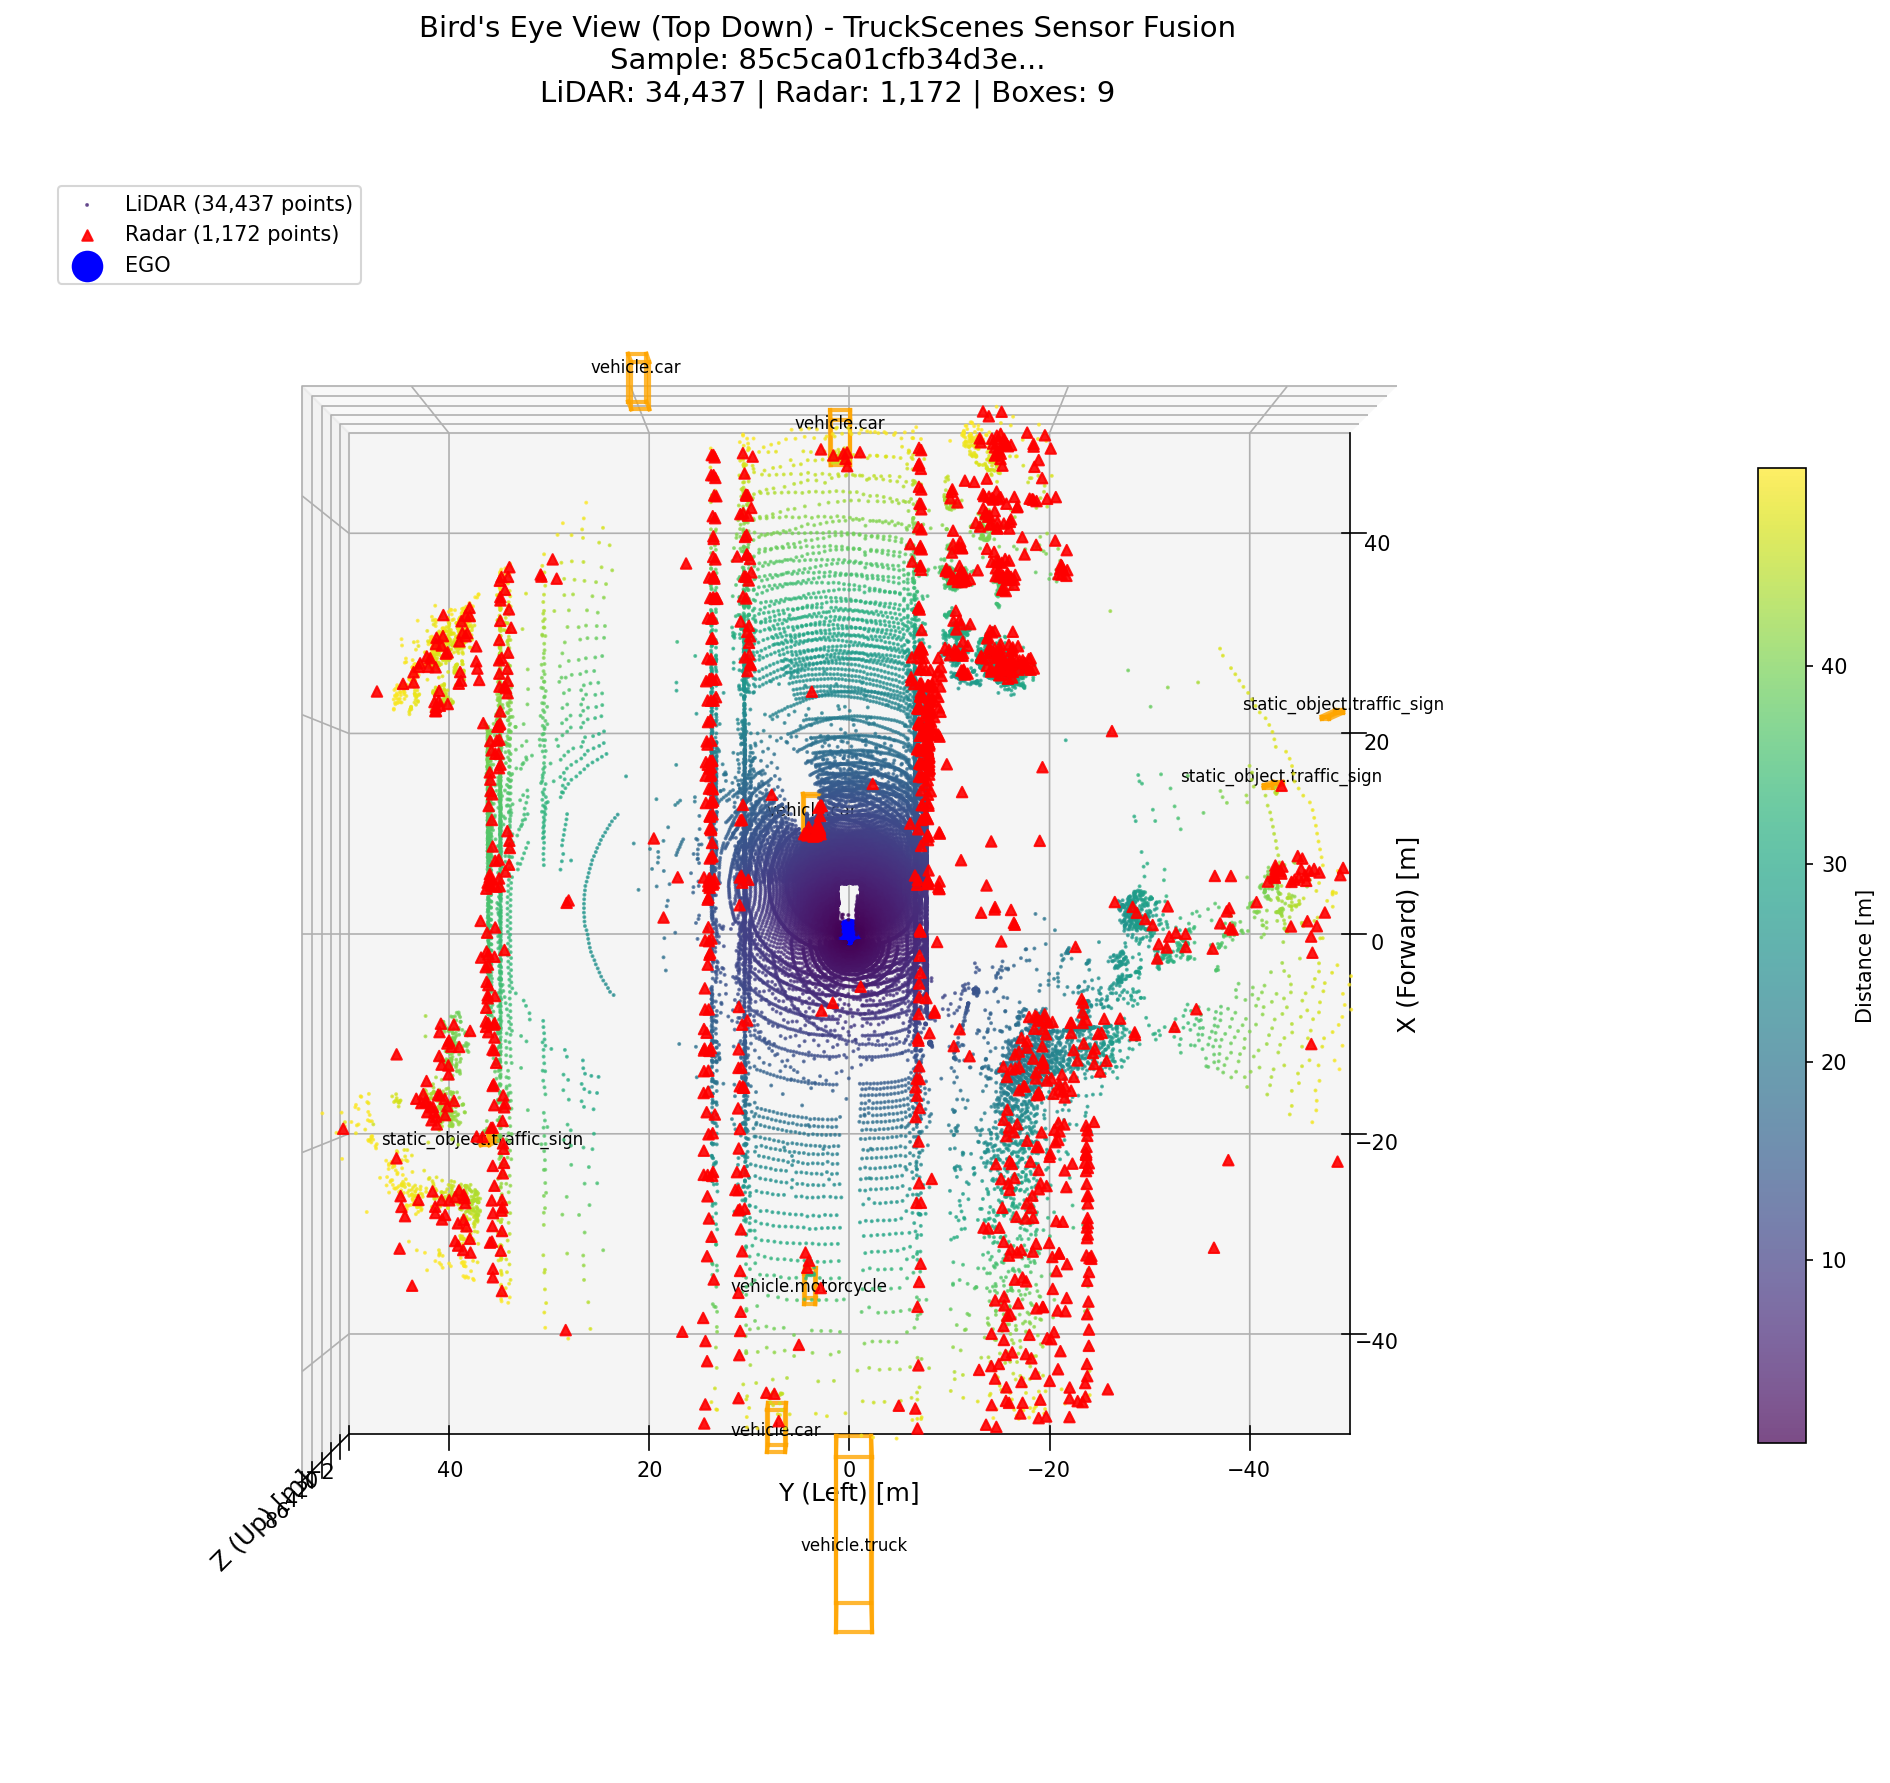 Bird's Eye View (Top Down) - TruckScenes Sensor Fusion
Sample: 85c5ca01cfb34d3e...
LiDAR: 34,437 | Radar: 1,172 | Boxes: 9
LiDAR (34,437 points)
Radar (1,172 points)
EGO
vehicle.car
vehicle.car
static_object.traffic_sign
static_object.traffic_sign
static_object.traffic_sign
vehicle.motorcycle
vehicle.car
vehicle.truck
40
20
0
−20
−40
X (Forward) [m]
40
20
0
−20
−40
Y (Left) [m]
Z (Up) [m]
40
30
20
10
Distance [m]